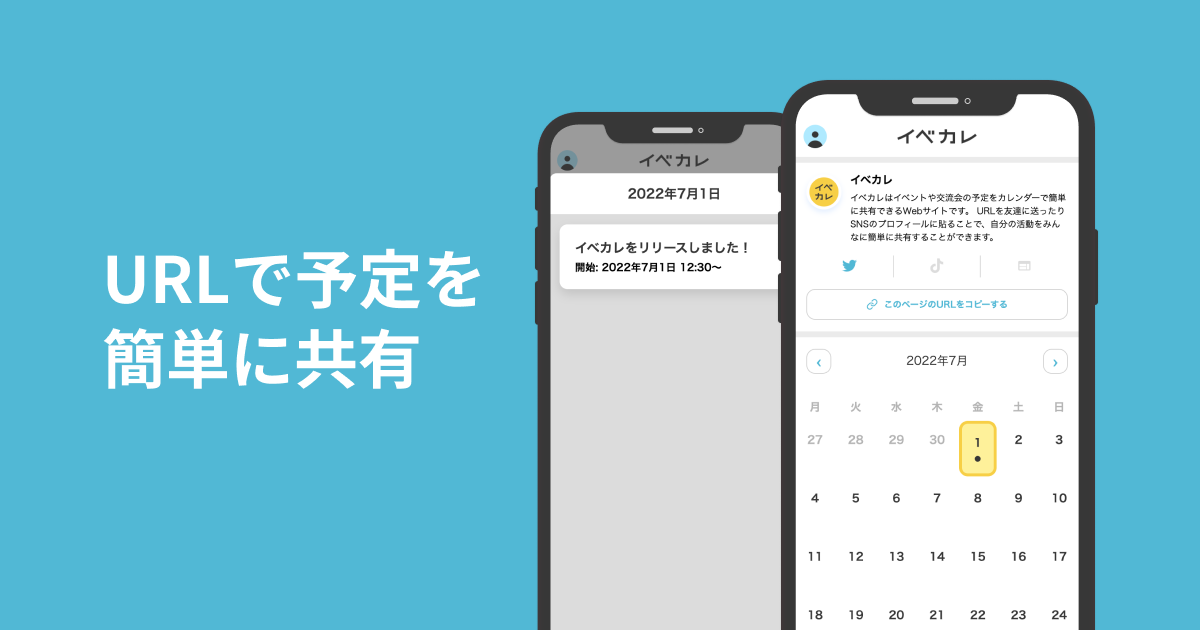 URLで予定を
簡単に共有
イベカレ
2022年7月1日
イベカレをリリースしました！
開始: 2022年7月1日 12:30〜
イベカレ
イベ
カレ
イベカレ
イベカレはイベントや交流会の予定をカレンダーで簡単
に共有できるWebサイトです。 URLを友達に送ったり
SNSのプロフィールに貼ることで、自分の活動をみん
なに簡単に共有することができます。
このページのURLをコピーする
‹ 2022年7月 ›
月 火 水 木 金 土 日
27 28 29 30 1 2 3
4 5 6 7 8 9 10
11 12 13 14 15 16 17
18 19 20 21 22 23 24